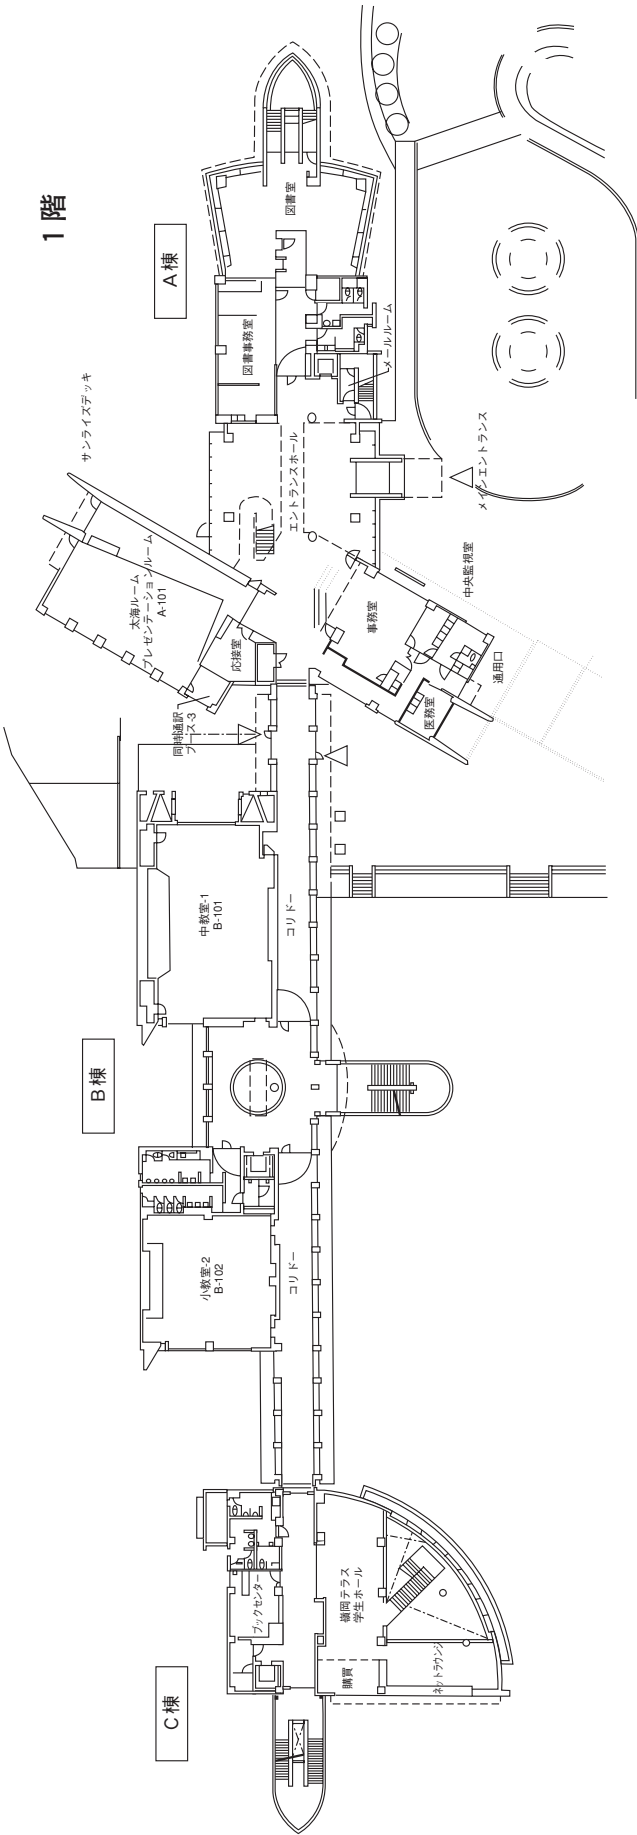 1階
A棟
図書室
図書事務室
メールルーム
サンライズデッキ
エントランスホール
メインエントランス
太海ルーム
プレゼンテーションルーム
A-101
応接室
同時通訳
ブース-3
事務室
中央監視室
通用口
医務室
B棟
中教室-1
B-101
コリドー
小教室-2
B-102
コリドー
C棟
ブックセンター
嶺岡テラス
学生ホール
購買
ネットラウンジ